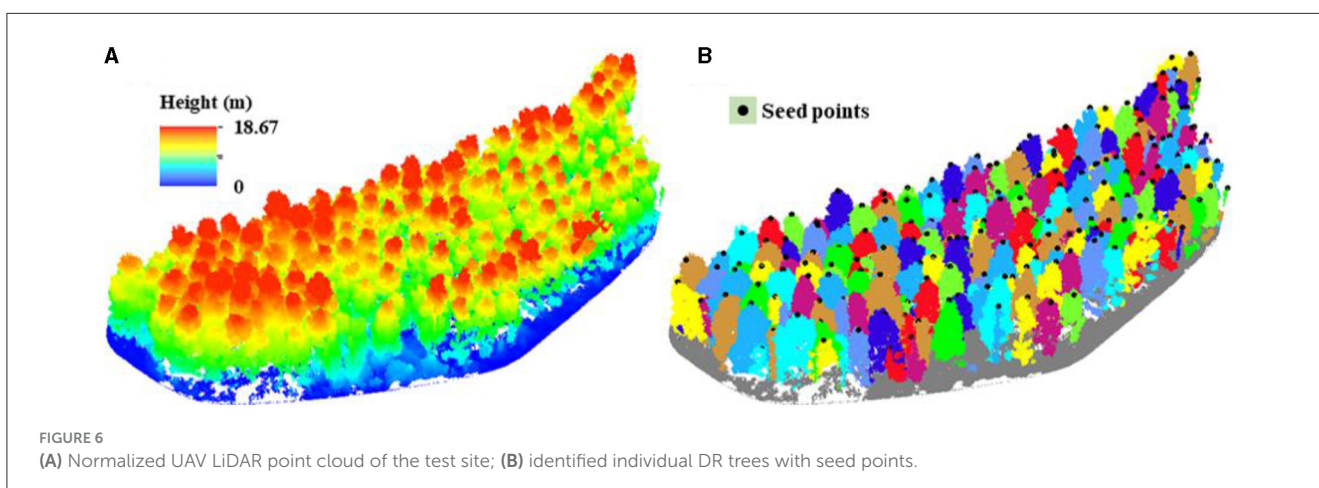 A
Height (m)
18.67
0
B
Seed points
FIGURE 6
(A) Normalized UAV LiDAR point cloud of the test site; (B) identified individual DR trees with seed points.